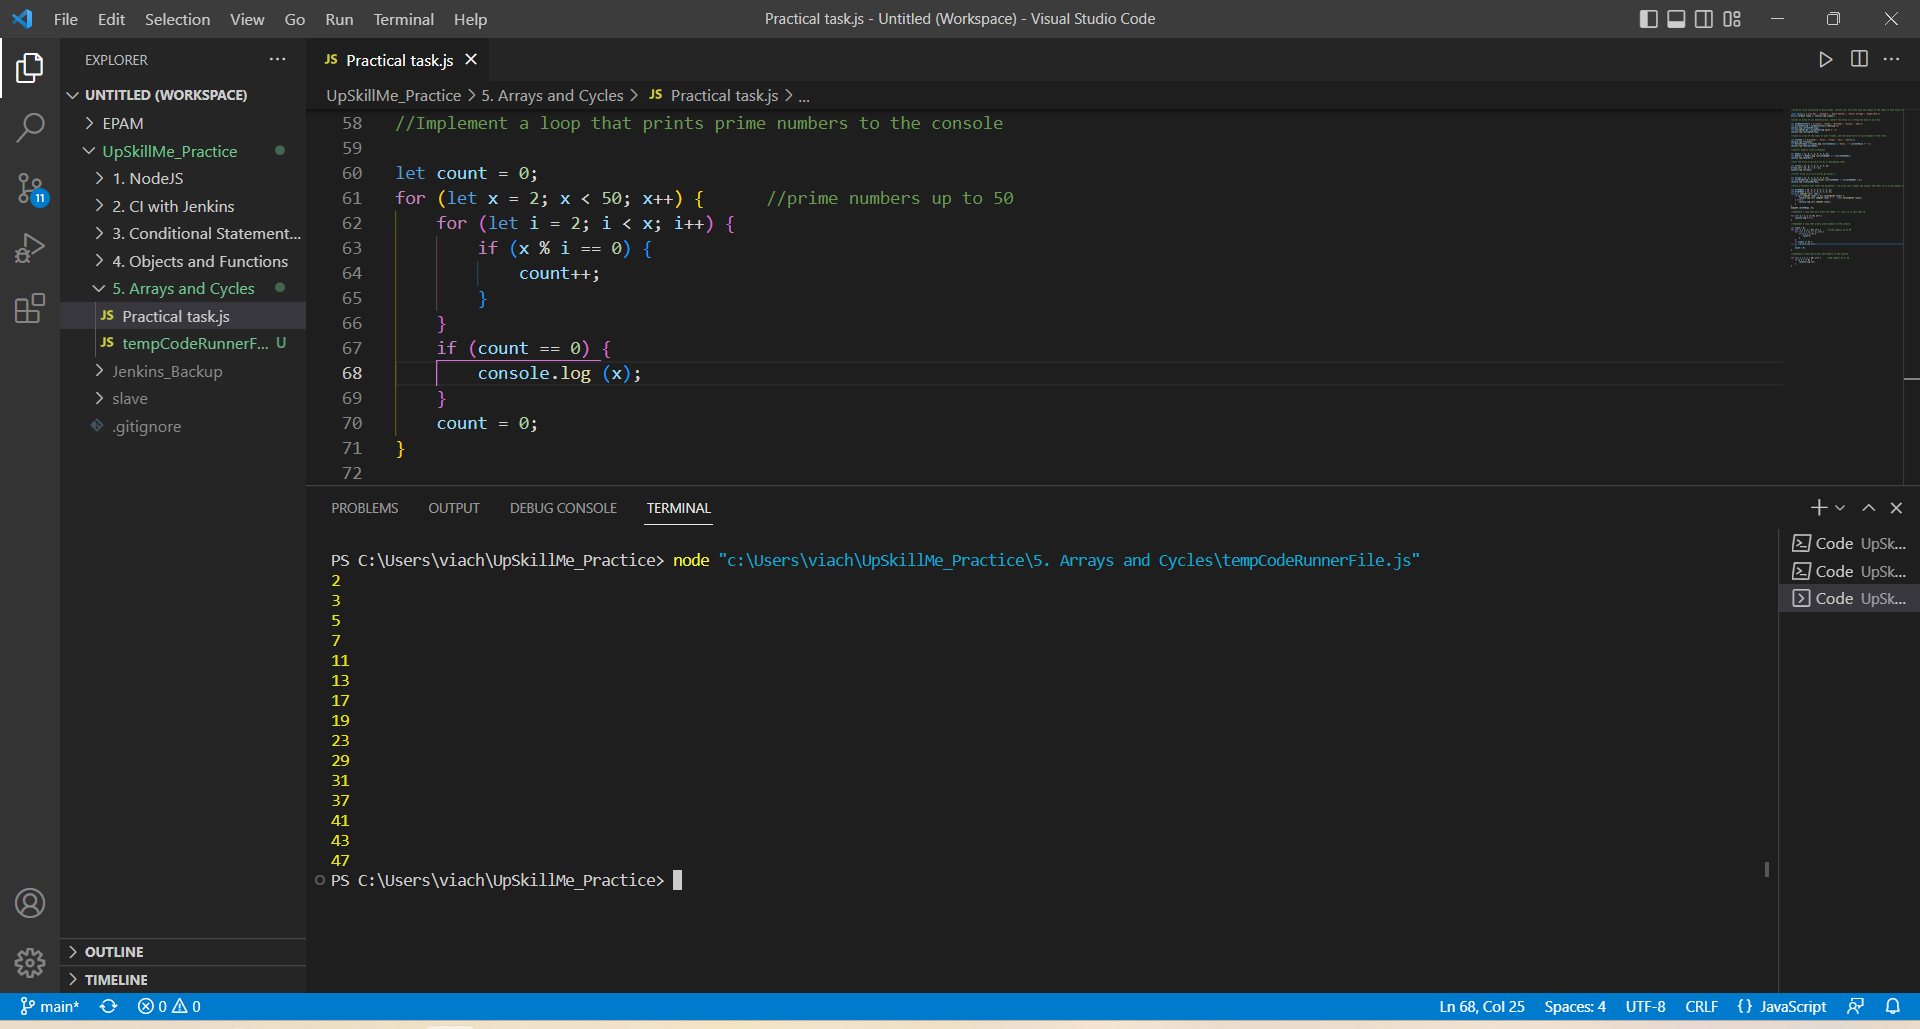 File Edit Selection View Go Run Terminal Help
Practical task.js - Untitled (Workspace) - Visual Studio Code
EXPLORER
UNTITLED (WORKSPACE)
EPAM
UpSkillMe_Practice
1. NodeJS
2. CI with Jenkins
3. Conditional Statement...
4. Objects and Functions
5. Arrays and Cycles
JS Practical task.js
JS tempCodeRunnerF... U
Jenkins_Backup
slave
.gitignore
11
OUTLINE
TIMELINE
JS Practical task.js
UpSkillMe_Practice > 5. Arrays and Cycles > JS Practical task.js > ...
58 //Implement a loop that prints prime numbers to the console
59
60 let count = 0;
61 for (let x = 2; x < 50; x++) { //prime numbers up to 50
62 for (let i = 2; i < x; i++) {
63 if (x % i == 0) {
64 count++;
65 }
66 }
67 if (count == 0) {
68 console.log (x);
69 }
70 count = 0;
71 }
72
PROBLEMS OUTPUT DEBUG CONSOLE TERMINAL
PS C:\Users\viach\UpSkillMe_Practice> node "c:\Users\viach\UpSkillMe_Practice\5. Arrays and Cycles\tempCodeRunnerFile.js"
2
3
5
7
11
13
17
19
23
29
31
37
41
43
47
PS C:\Users\viach\UpSkillMe_Practice>
Code UpSk...
Code UpSk...
Code UpSk...
main* 0 0
Ln 68, Col 25 Spaces: 4 UTF-8 CRLF {} JavaScript